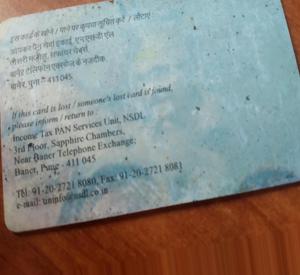 इस कार्ड के खोने / पाने पर कृपया सूचित करें / लौटाएं :
आयकर पैन सेवा इकाई, एन एस डी एल
तीसरी मंजील, सफायर चेंबर्स,
बानेर टेलिफोन एक्स्चेंज के नजदीक,
बानेर, पुना - 411045
If this card is lost / someone's lost card is found,
please inform / return to :
Income Tax PAN Services Unit, NSDL
3rd Floor, Sapphire Chambers,
Near Baner Telephone Exchange,
Baner, Pune - 411 045
Tel: 91-20-2721 8080, Fax: 91-20-2721 8081
e-mail: tininfo@nsdl.co.in